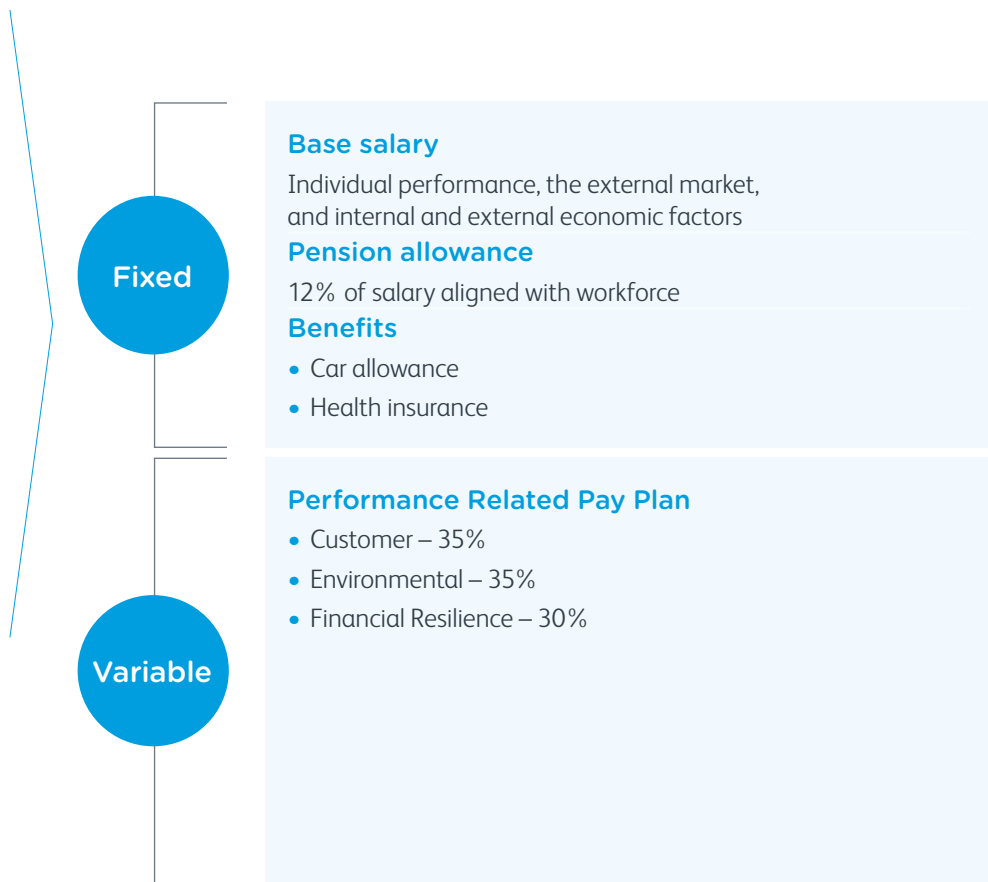 Fixed
Base salary
Individual performance, the external market,
and internal and external economic factors
Pension allowance
12% of salary aligned with workforce
Benefits
• Car allowance
• Health insurance
Variable
Performance Related Pay Plan
• Customer – 35%
• Environmental – 35%
• Financial Resilience – 30%